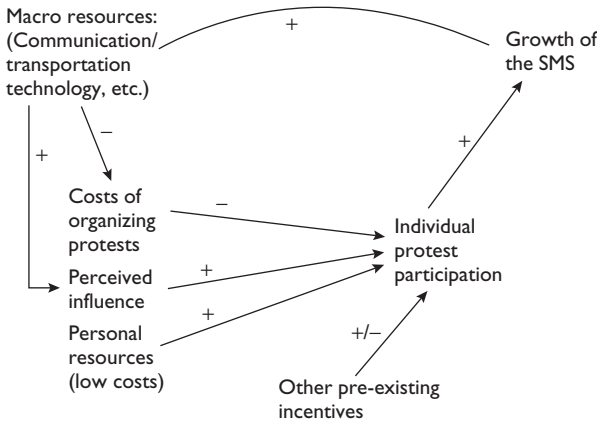 Macro resources:
(Communication/
transportation
technology, etc.)
+
Growth of
the SMS
–
+
+
Costs of
organizing
protests
–
Individual
protest
participation
Perceived
influence
+
+
Personal
resources
(low costs)
+/–
Other pre-existing
incentives